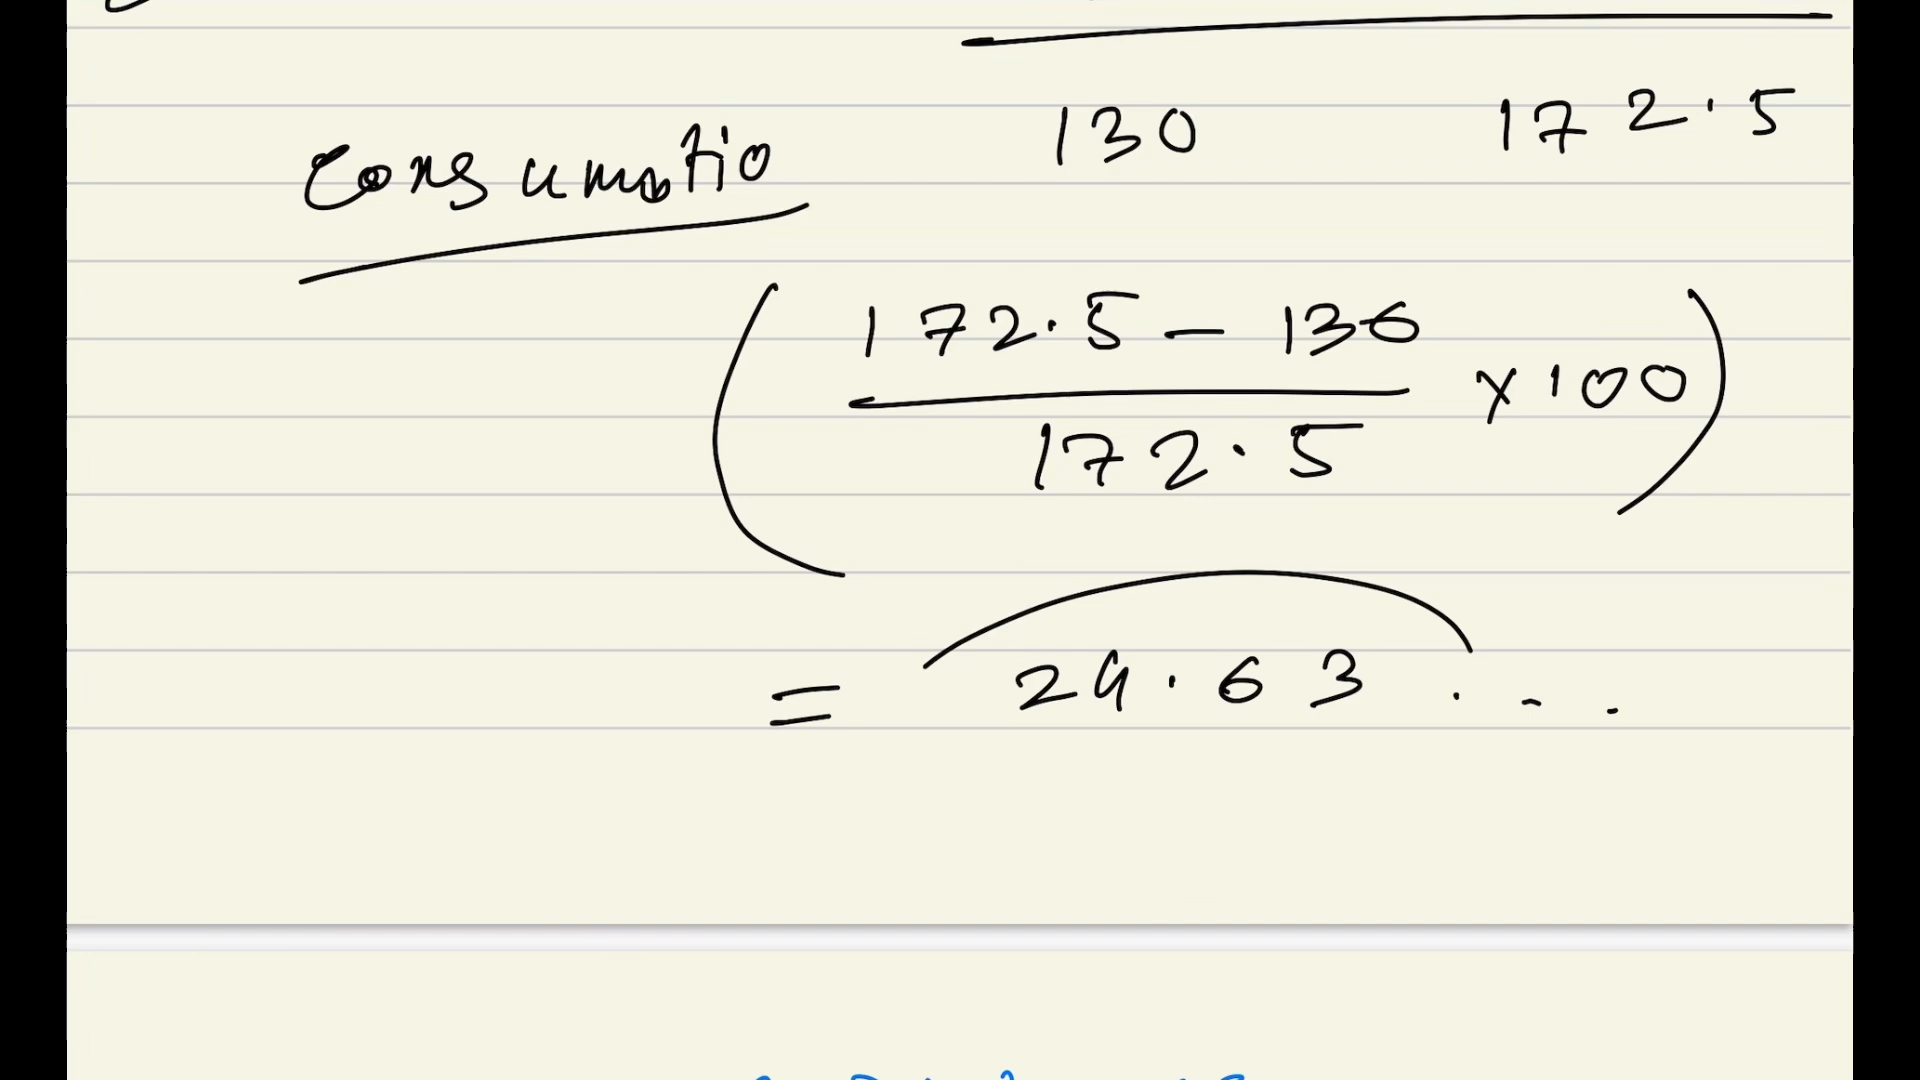 130 172.5
Consumptio
( 172.5 - 130
× 100 )
172.5
= 24.63 . . .